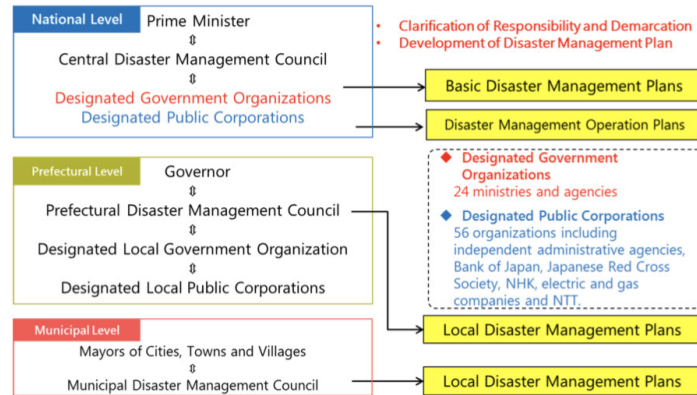 National Level
Prime Minister
⇕
Central Disaster Management Council
⇕
Designated Government Organizations
Designated Public Corporations
• Clarification of Responsibility and Demarcation
• Development of Disaster Management Plan
Basic Disaster Management Plans
Disaster Management Operation Plans
◆ Designated Government
Organizations
24 ministries and agencies
◆ Designated Public Corporations
56 organizations including
independent administrative agencies,
Bank of Japan, Japanese Red Cross
Society, NHK, electric and gas
companies and NTT.
Prefectural Level
Governor
⇕
Prefectural Disaster Management Council
⇕
Designated Local Government Organization
⇕
Designated Local Public Corporations
Local Disaster Management Plans
Municipal Level
Mayors of Cities, Towns and Villages
⇕
Municipal Disaster Management Council
Local Disaster Management Plans